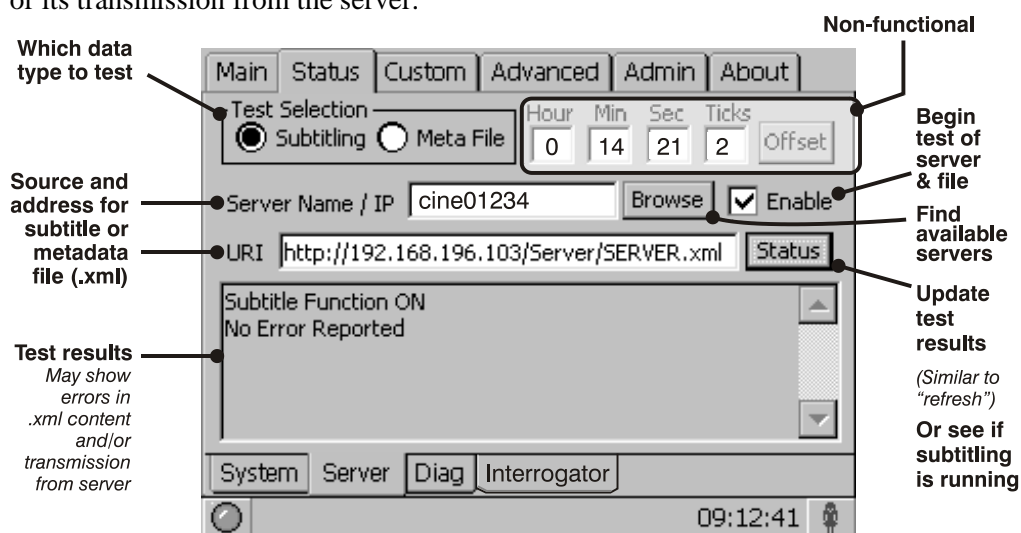 or its transmission from the server.
Non-functional
Which data
type to test
Main Status Custom Advanced Admin About
Test Selection
Subtitling Meta File
Hour Min Sec Ticks
0 14 21 2 Offset
Begin
test of
server
& file
Source and
address for
subtitle or
metadata
file (.xml)
Server Name / IP cine01234 Browse Enable
Find
available
servers
URI http://192.168.196.103/Server/SERVER.xml Status
Update
test
results
(Similar to
“refresh”)
Or see if
subtitling
is running
Subtitle Function ON
No Error Reported
Test results
May show
errors in
.xml content
and/or
transmission
from server
System Server Diag Interrogator
09:12:41